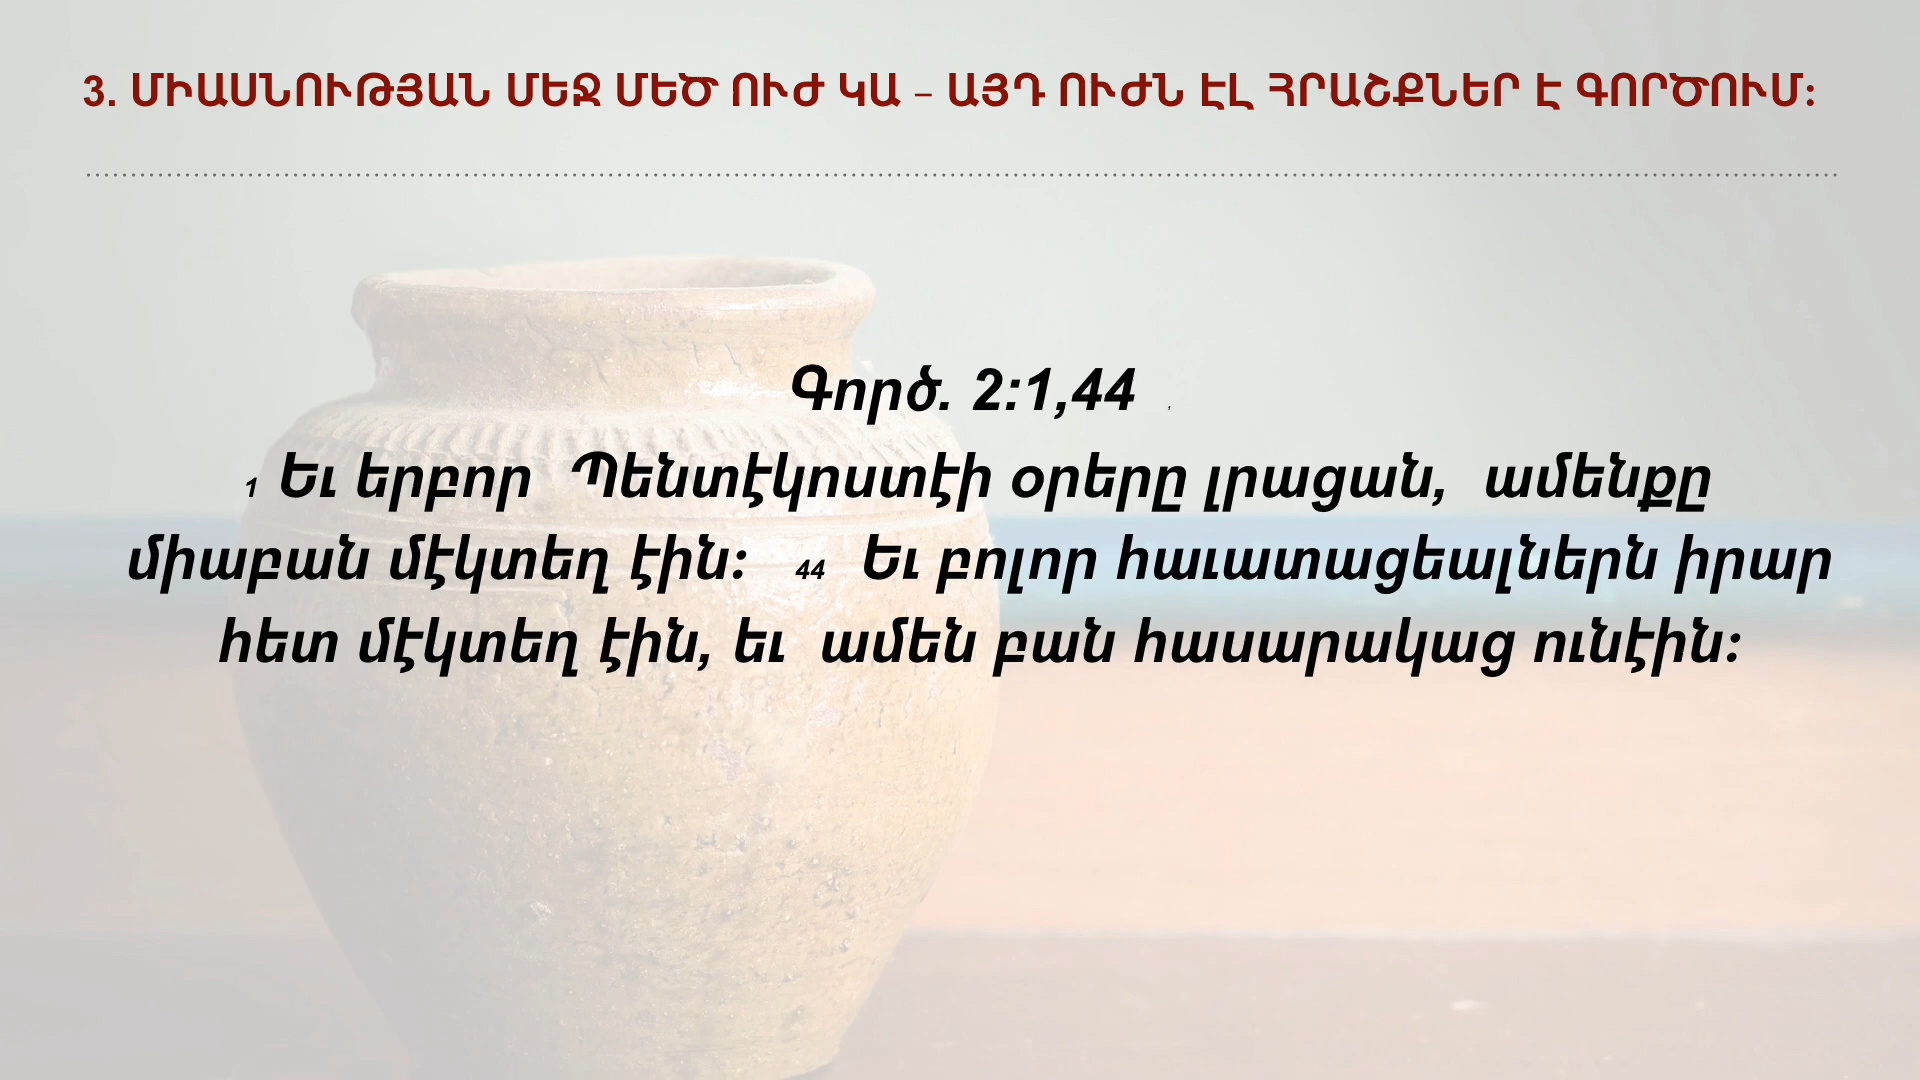 3. ՄԻԱՍՆՈՒԹՅԱՆ ՄԵՋ ՄԵԾ ՈՒԺ ԿԱ – ԱՅԴ ՈՒԺՆ ԷԼ ՀՐԱՇՔՆԵՐ Է ԳՈՐԾՈՒՄ։
Գործ. 2:1,44 ,
1 Եւ երբոր Պենտէկոստէի օրերը լրացան, ամենքը
միաբան մէկտեղ էին։ 44 Եւ բոլոր հաւատացեալներն իրար
հետ մէկտեղ էին, եւ ամեն բան հասարակաց ունէին։